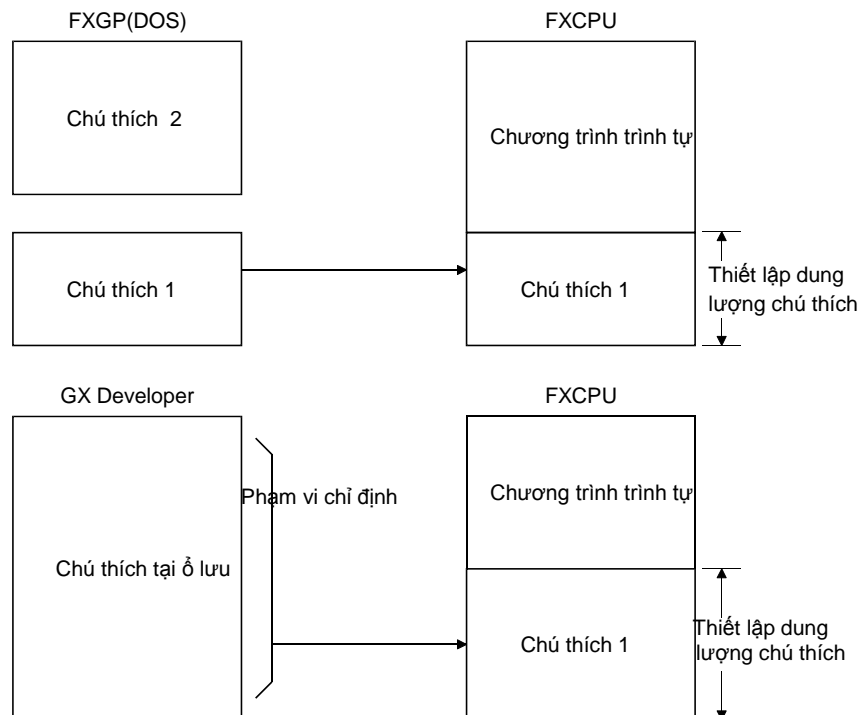 FXGP(DOS)
FXCPU
Chú thích 2
Chương trình trình tự
Chú thích 1
Chú thích 1
Thiết lập dung
lượng chú thích
GX Developer
FXCPU
Phạm vi chỉ định
Chương trình trình tự
Chú thích tại ổ lưu
Chú thích 1
Thiết lập dung
lượng chú thích